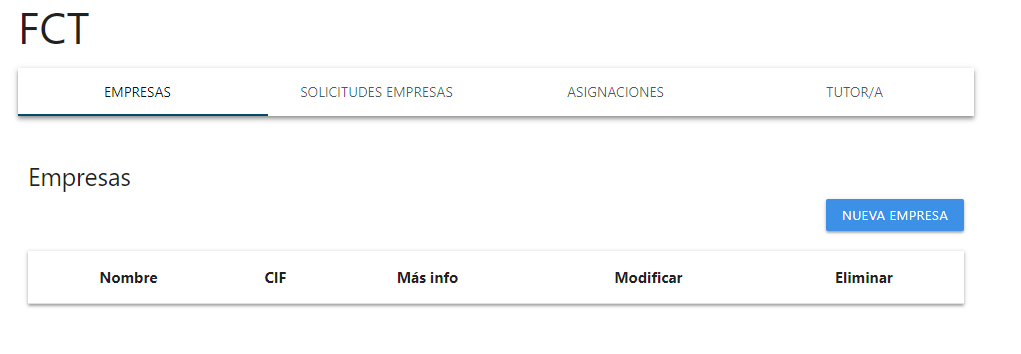 FCT
EMPRESAS SOLICITUDES EMPRESAS ASIGNACIONES TUTOR/A
Empresas
NUEVA EMPRESA
Nombre CIF Más info Modificar Eliminar